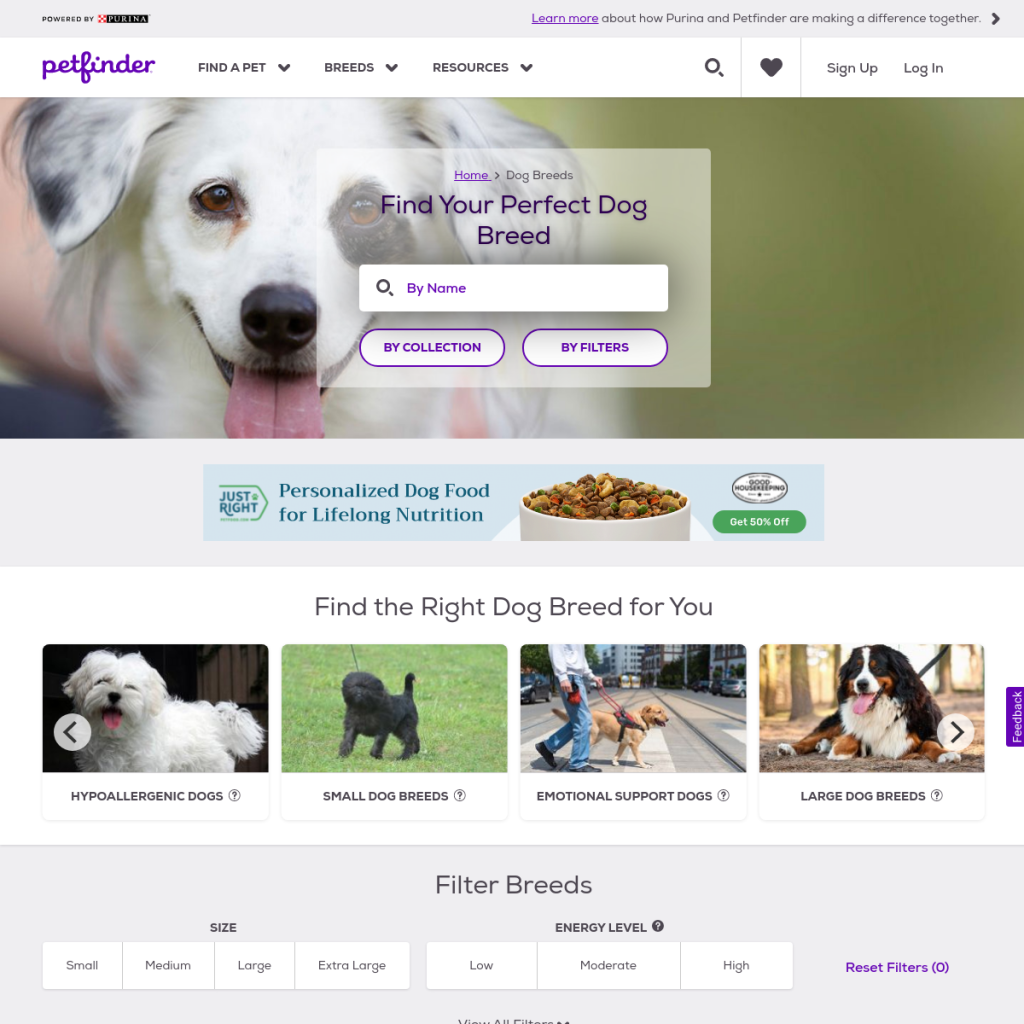 POWERED BY PURINA
Learn more about how Purina and Petfinder are making a difference together.
petfinder
FIND A PET
BREEDS
RESOURCES
Sign Up
Log In
Home > Dog Breeds
Find Your Perfect Dog
Breed
By Name
BY COLLECTION
BY FILTERS
JUST
RIGHT
Personalized Dog Food
for Lifelong Nutrition
GOOD
HOUSEKEEPING
Get 50% Off
Find the Right Dog Breed for You
HYPOALLERGENIC DOGS ?
SMALL DOG BREEDS ?
EMOTIONAL SUPPORT DOGS ?
LARGE DOG BREEDS ?
Feedback
Filter Breeds
SIZE
Small
Medium
Large
Extra Large
ENERGY LEVEL ?
Low
Moderate
High
Reset Filters (0)
View All Filters